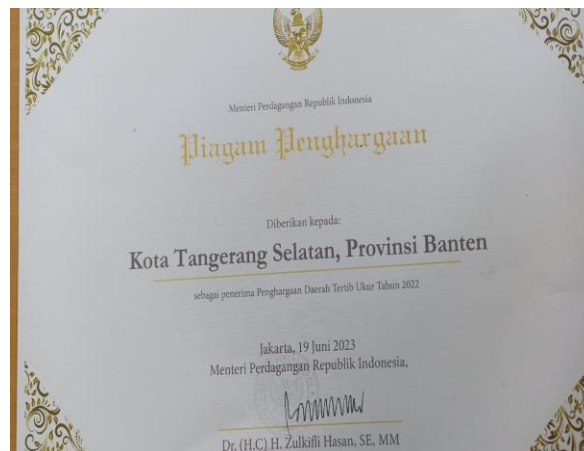 Menteri Perdagangan Republik Indonesia
Piagam Penghargaan
Diberikan kepada:
Kota Tangerang Selatan, Provinsi Banten
sebagai penerima Penghargaan Daerah Tertib Ukur Tahun 2022
Jakarta, 19 Juni 2023
Menteri Perdagangan Republik Indonesia,
Dr. (H.C) H. Zulkifli Hasan, SE, MM